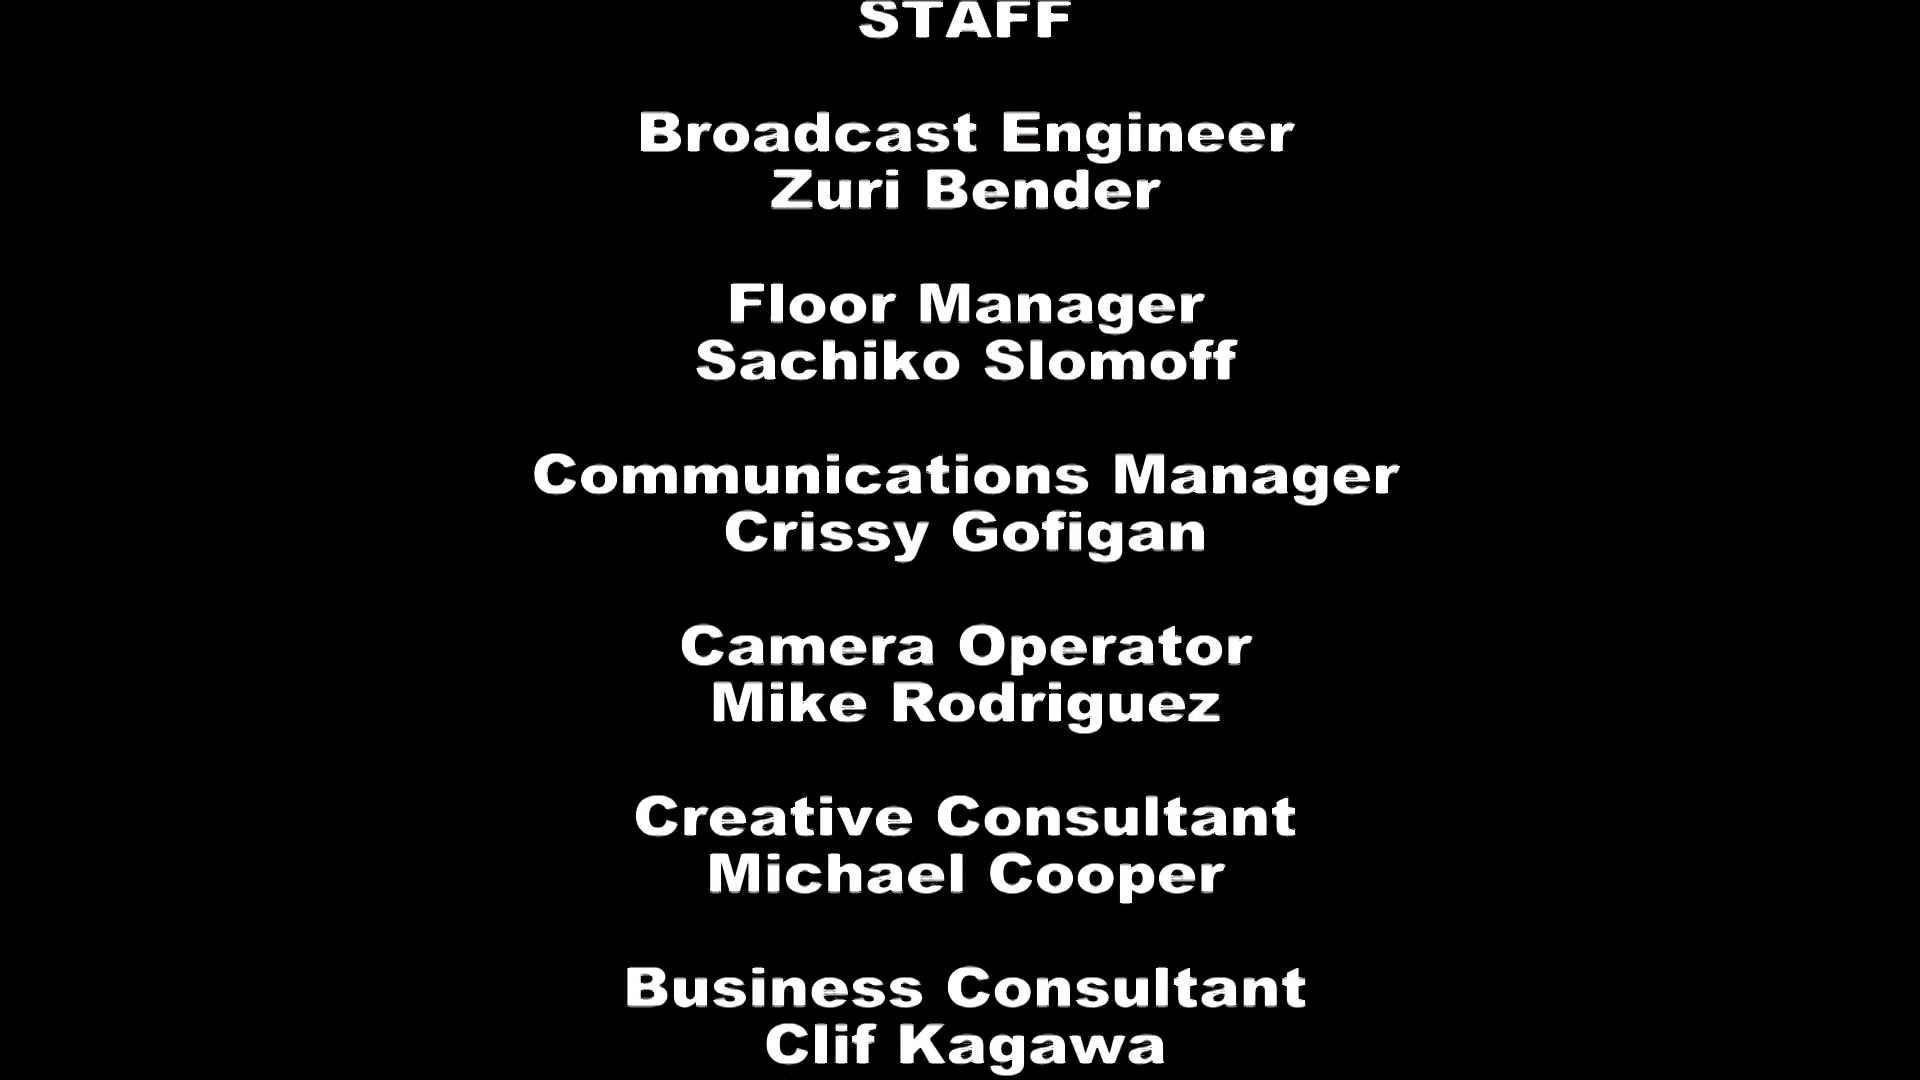 STAFF
Broadcast Engineer
Zuri Bender
Floor Manager
Sachiko Slomoff
Communications Manager
Crissy Gofigan
Camera Operator
Mike Rodriguez
Creative Consultant
Michael Cooper
Business Consultant
Clif Kagawa